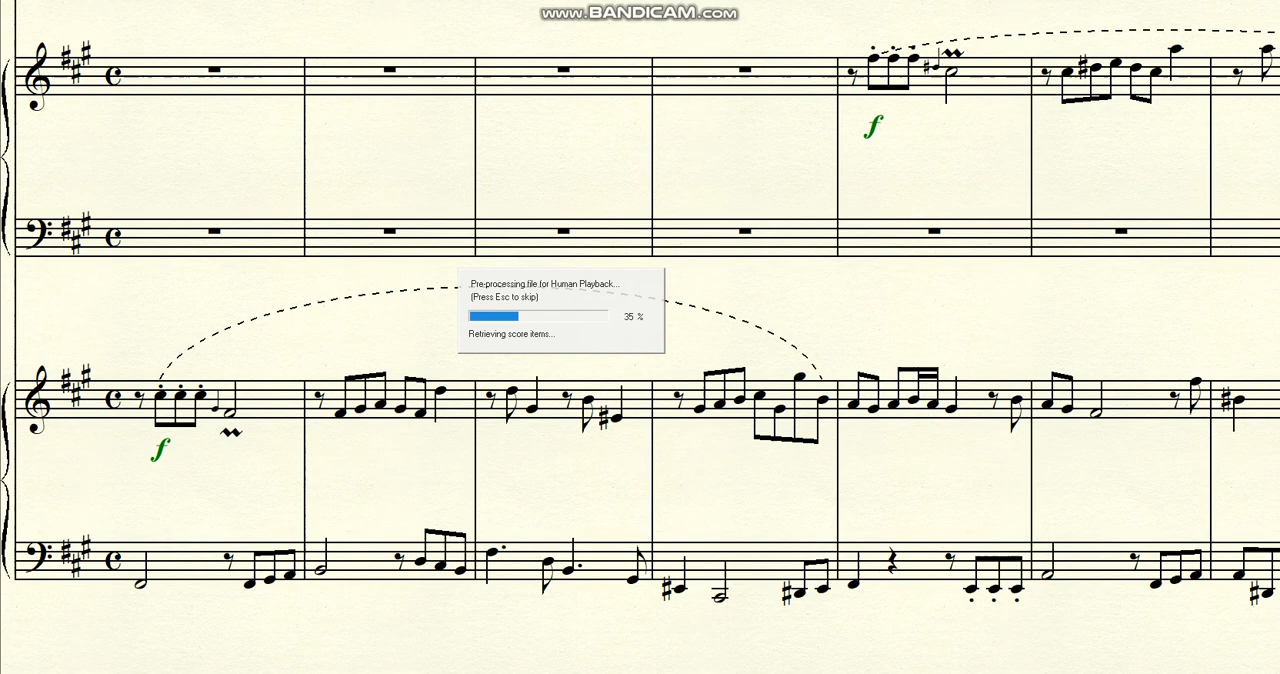 www.BANDICAM.com
f
Pre-processing file for Human Playback...
(Press Esc to skip)
35 %
Retrieving score items...
f